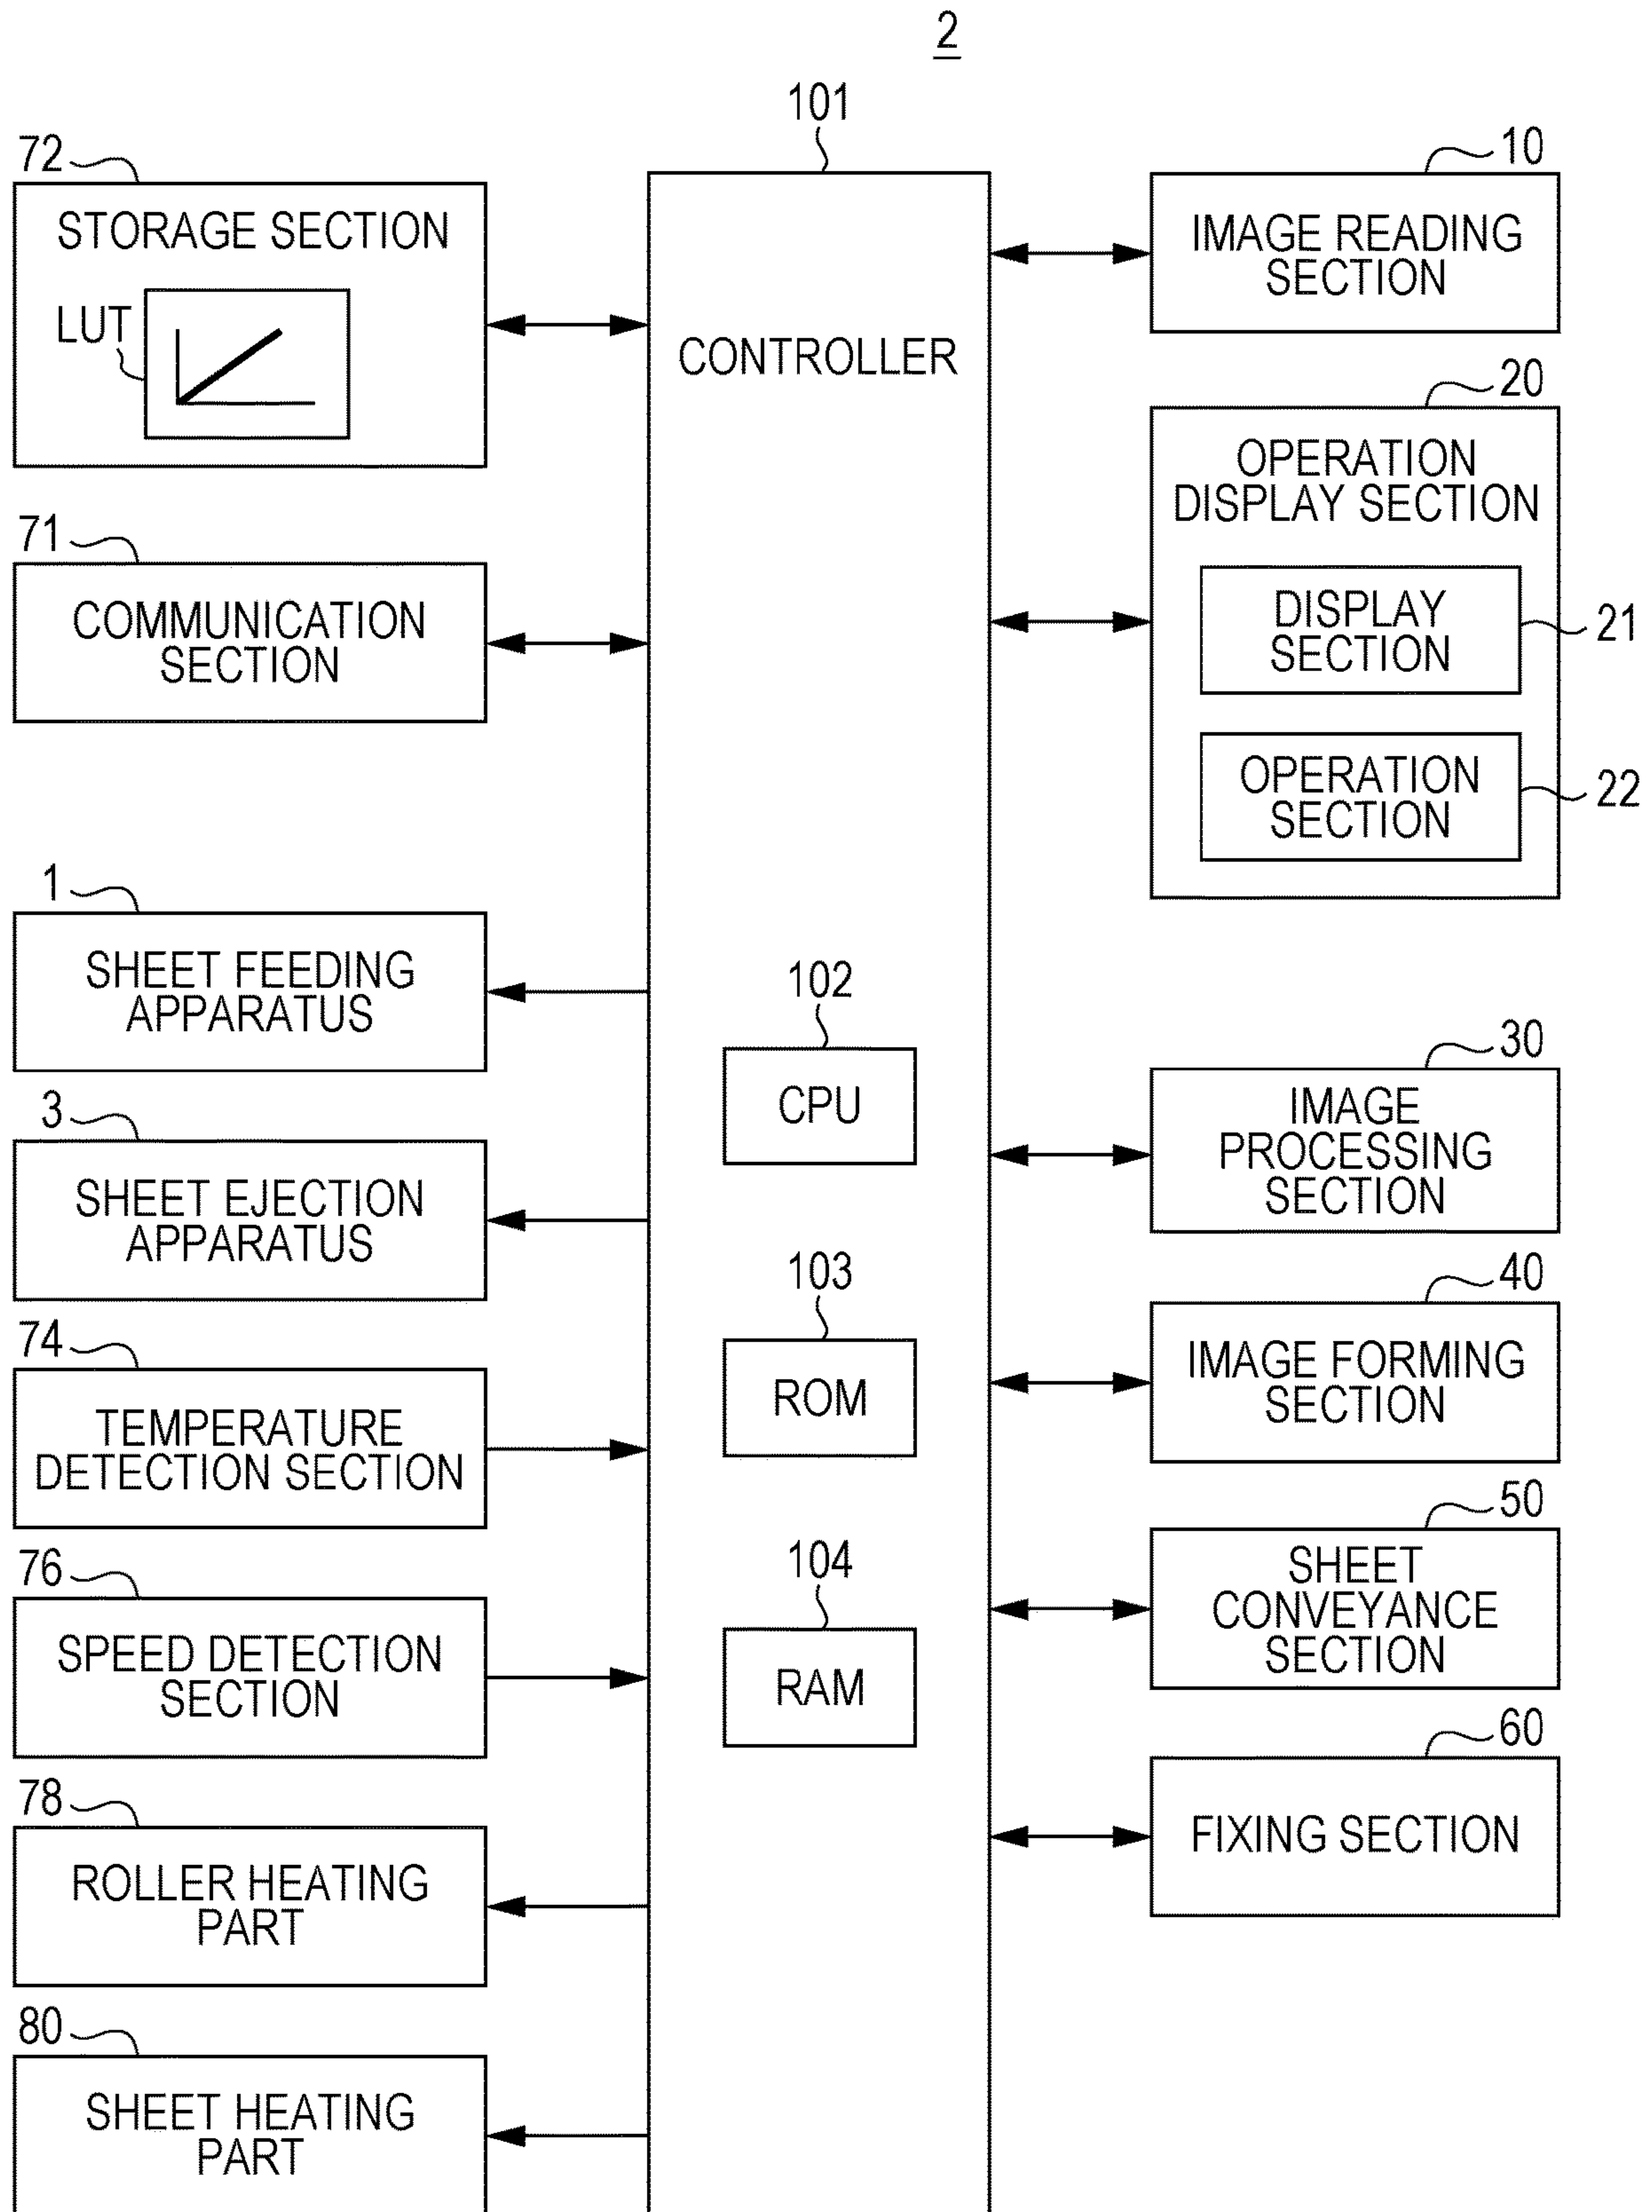 2
72
STORAGE SECTION
LUT
71
COMMUNICATION
SECTION
1
SHEET FEEDING
APPARATUS
3
SHEET EJECTION
APPARATUS
74
TEMPERATURE
DETECTION SECTION
76
SPEED DETECTION
SECTION
78
ROLLER HEATING
PART
80
SHEET HEATING
PART
101
CONTROLLER
102
CPU
103
ROM
104
RAM
10
IMAGE READING
SECTION
20
OPERATION
DISPLAY SECTION
DISPLAY
SECTION
21
OPERATION
SECTION
22
30
IMAGE
PROCESSING
SECTION
40
IMAGE FORMING
SECTION
50
SHEET
CONVEYANCE
SECTION
60
FIXING SECTION